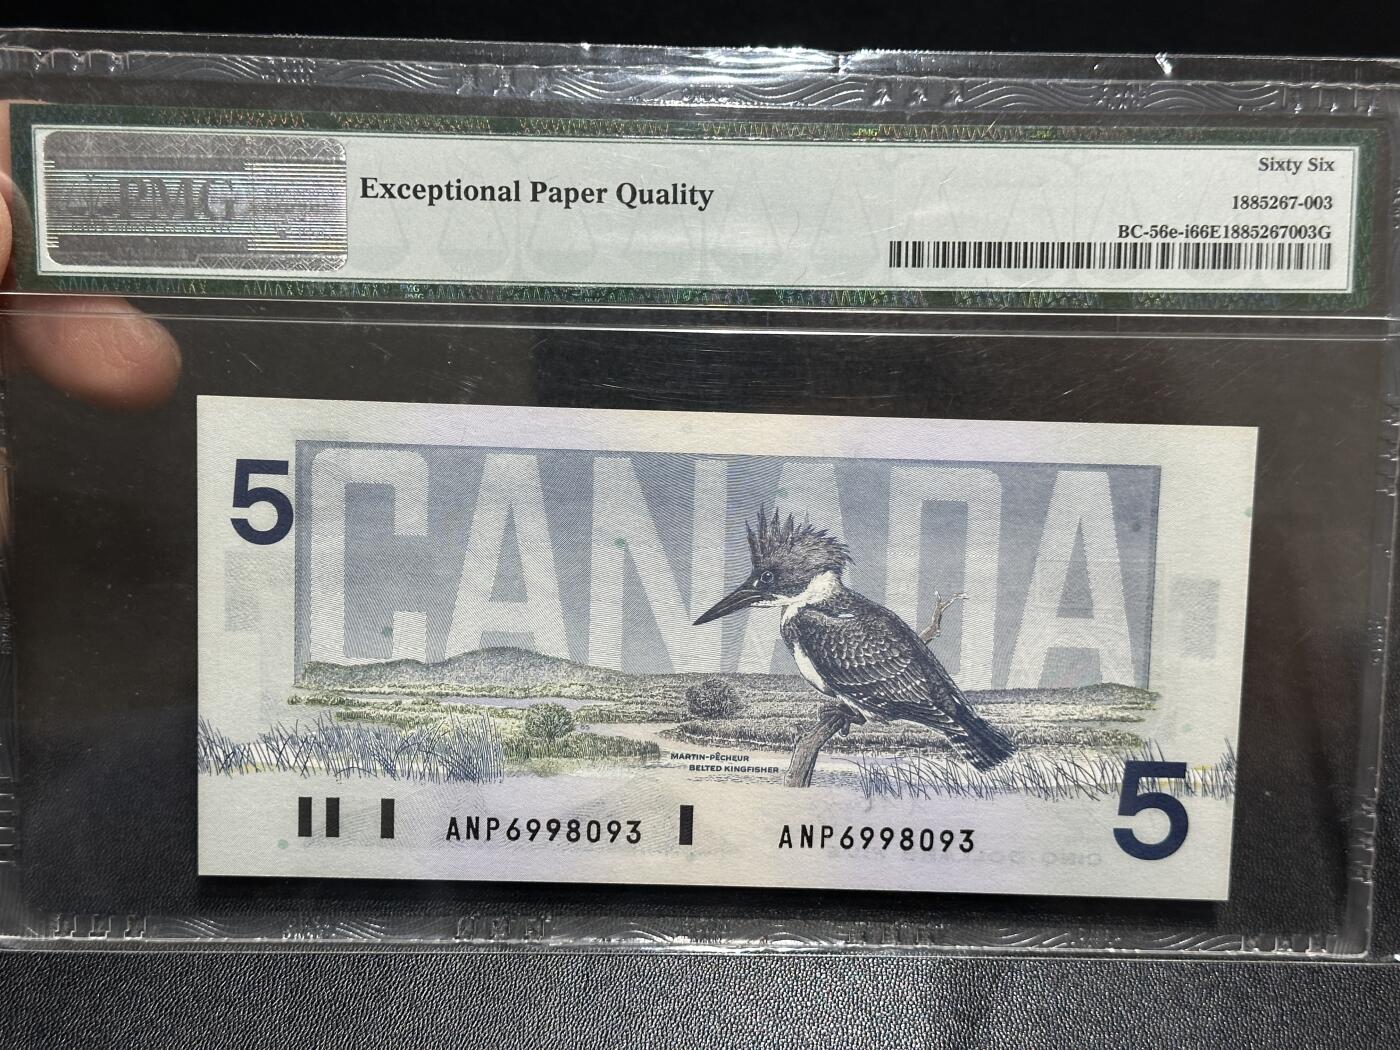 PMG
Exceptional Paper Quality
Sixty Six
1885267-003
BC-56e-i66E1885267003G
5
CANADA
MARTIN-PÊCHEUR
BELTED KINGFISHER
5
ANP6998093
ANP6998093